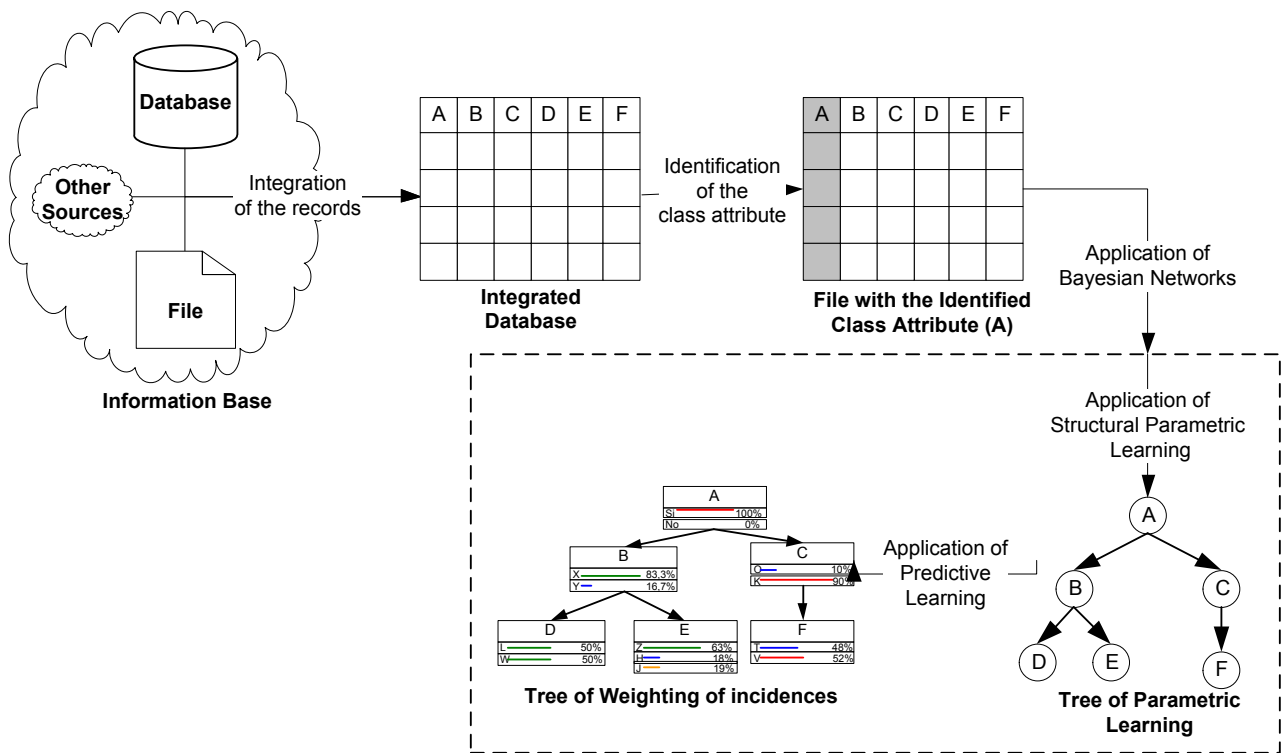 Database
Other
Sources
File
Information Base
Integration
of the records
A B C D E F
Integrated
Database
Identification
of the
class attribute
A B C D E F
File with the Identified
Class Attribute (A)
Application of
Bayesian Networks
Application of
Structural Parametric
Learning
A
B
C
D
E
F
Tree of Parametric
Learning
Application of
Predictive
Learning
A
Si 100%
No 0%
B
X 83,3%
Y 16,7%
C
O 10%
K 90%
D
L 50%
W 50%
E
Z 63%
H 18%
J 19%
F
T 48%
V 52%
Tree of Weighting of incidences